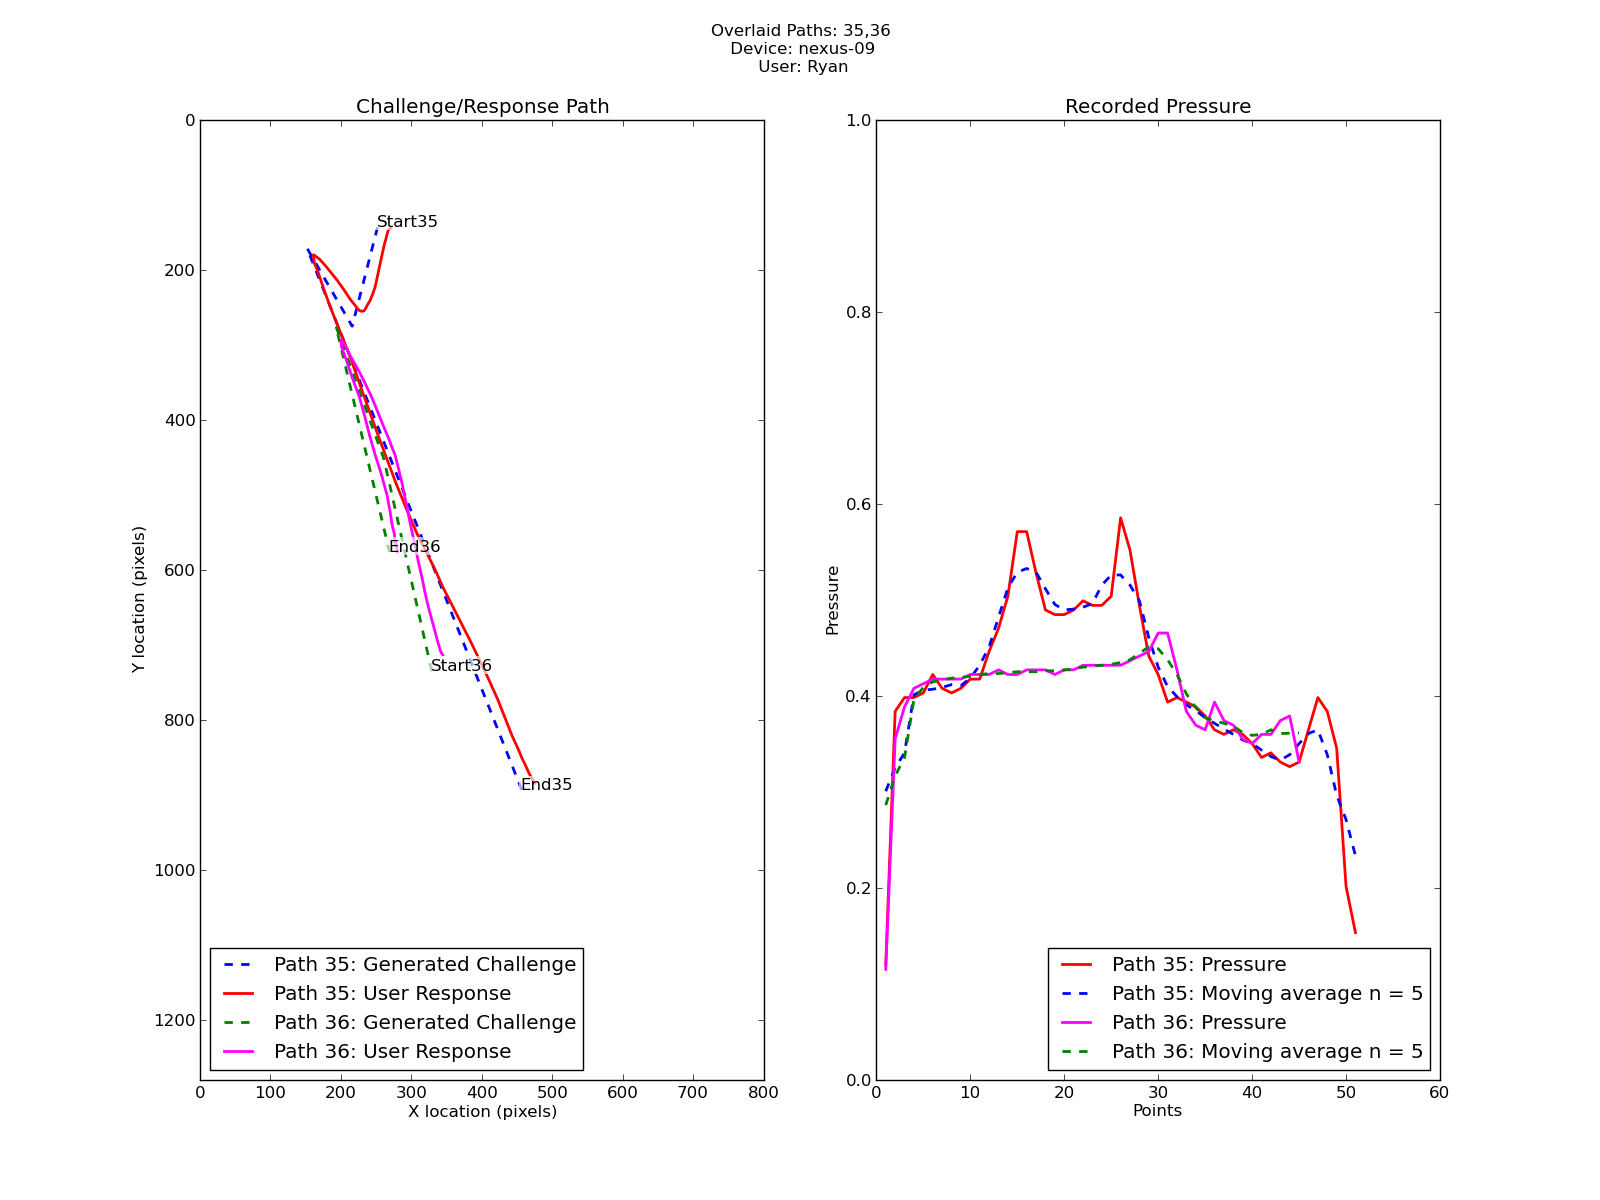 Overlaid Paths: 35,36
Device: nexus-09
User: Ryan
Challenge/Response Path
0
200
400
600
800
1000
1200
Y location (pixels)
Start35
End36
Start36
End35
Path 35: Generated Challenge
Path 35: User Response
Path 36: Generated Challenge
Path 36: User Response
0 100 200 300 400 500 600 700 800
X location (pixels)
Recorded Pressure
1.0
0.8
0.6
0.4
0.2
0.0
Pressure
Path 35: Pressure
Path 35: Moving average n = 5
Path 36: Pressure
Path 36: Moving average n = 5
0 10 20 30 40 50 60
Points